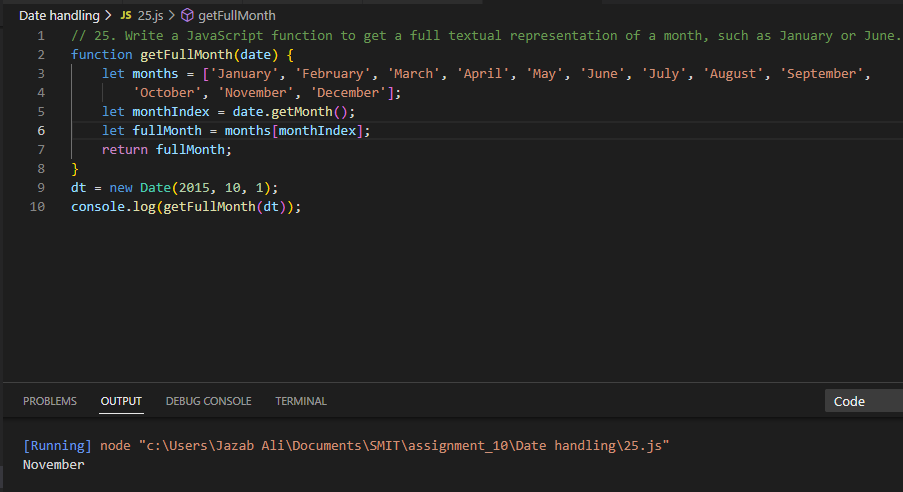 Date handling > JS 25.js > getFullMonth
1 // 25. Write a JavaScript function to get a full textual representation of a month, such as January or June.
2 function getFullMonth(date) {
3 let months = ['January', 'February', 'March', 'April', 'May', 'June', 'July', 'August', 'September',
4 'October', 'November', 'December'];
5 let monthIndex = date.getMonth();
6 let fullMonth = months[monthIndex];
7 return fullMonth;
8 }
9 dt = new Date(2015, 10, 1);
10 console.log(getFullMonth(dt));
PROBLEMS OUTPUT DEBUG CONSOLE TERMINAL Code
[Running] node "c:\Users\Jazab Ali\Documents\SMIT\assignment_10\Date handling\25.js"
November